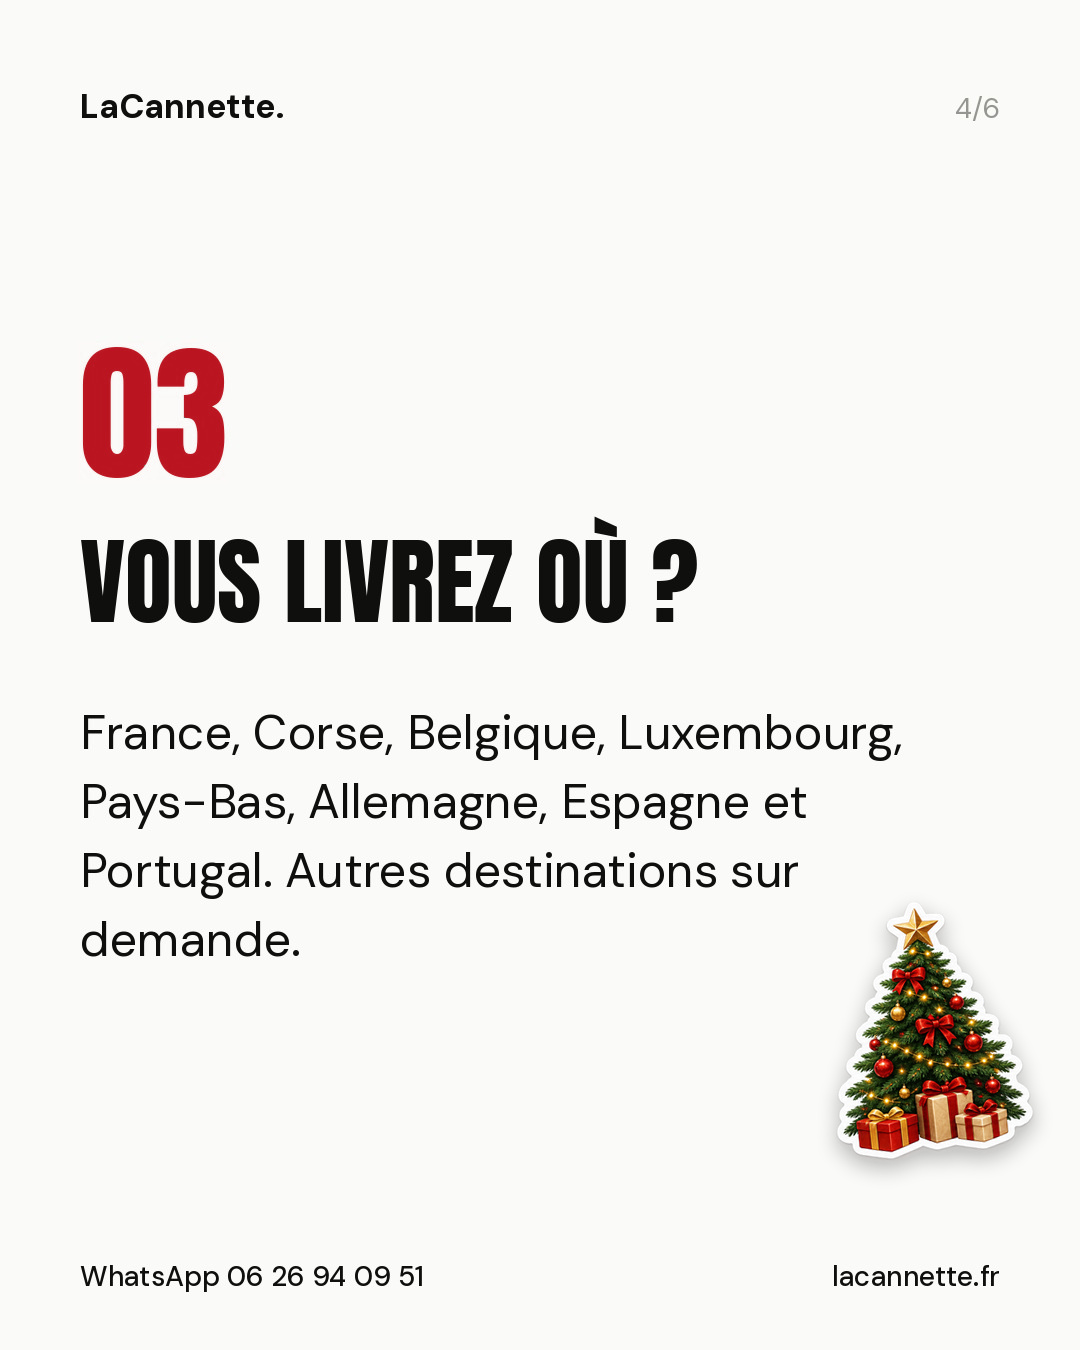 LaCannette.
4/6
03
VOUS LIVREZ OÙ ?
France, Corse, Belgique, Luxembourg,
Pays-Bas, Allemagne, Espagne et
Portugal. Autres destinations sur
demande.
WhatsApp 06 26 94 09 51
lacannette.fr